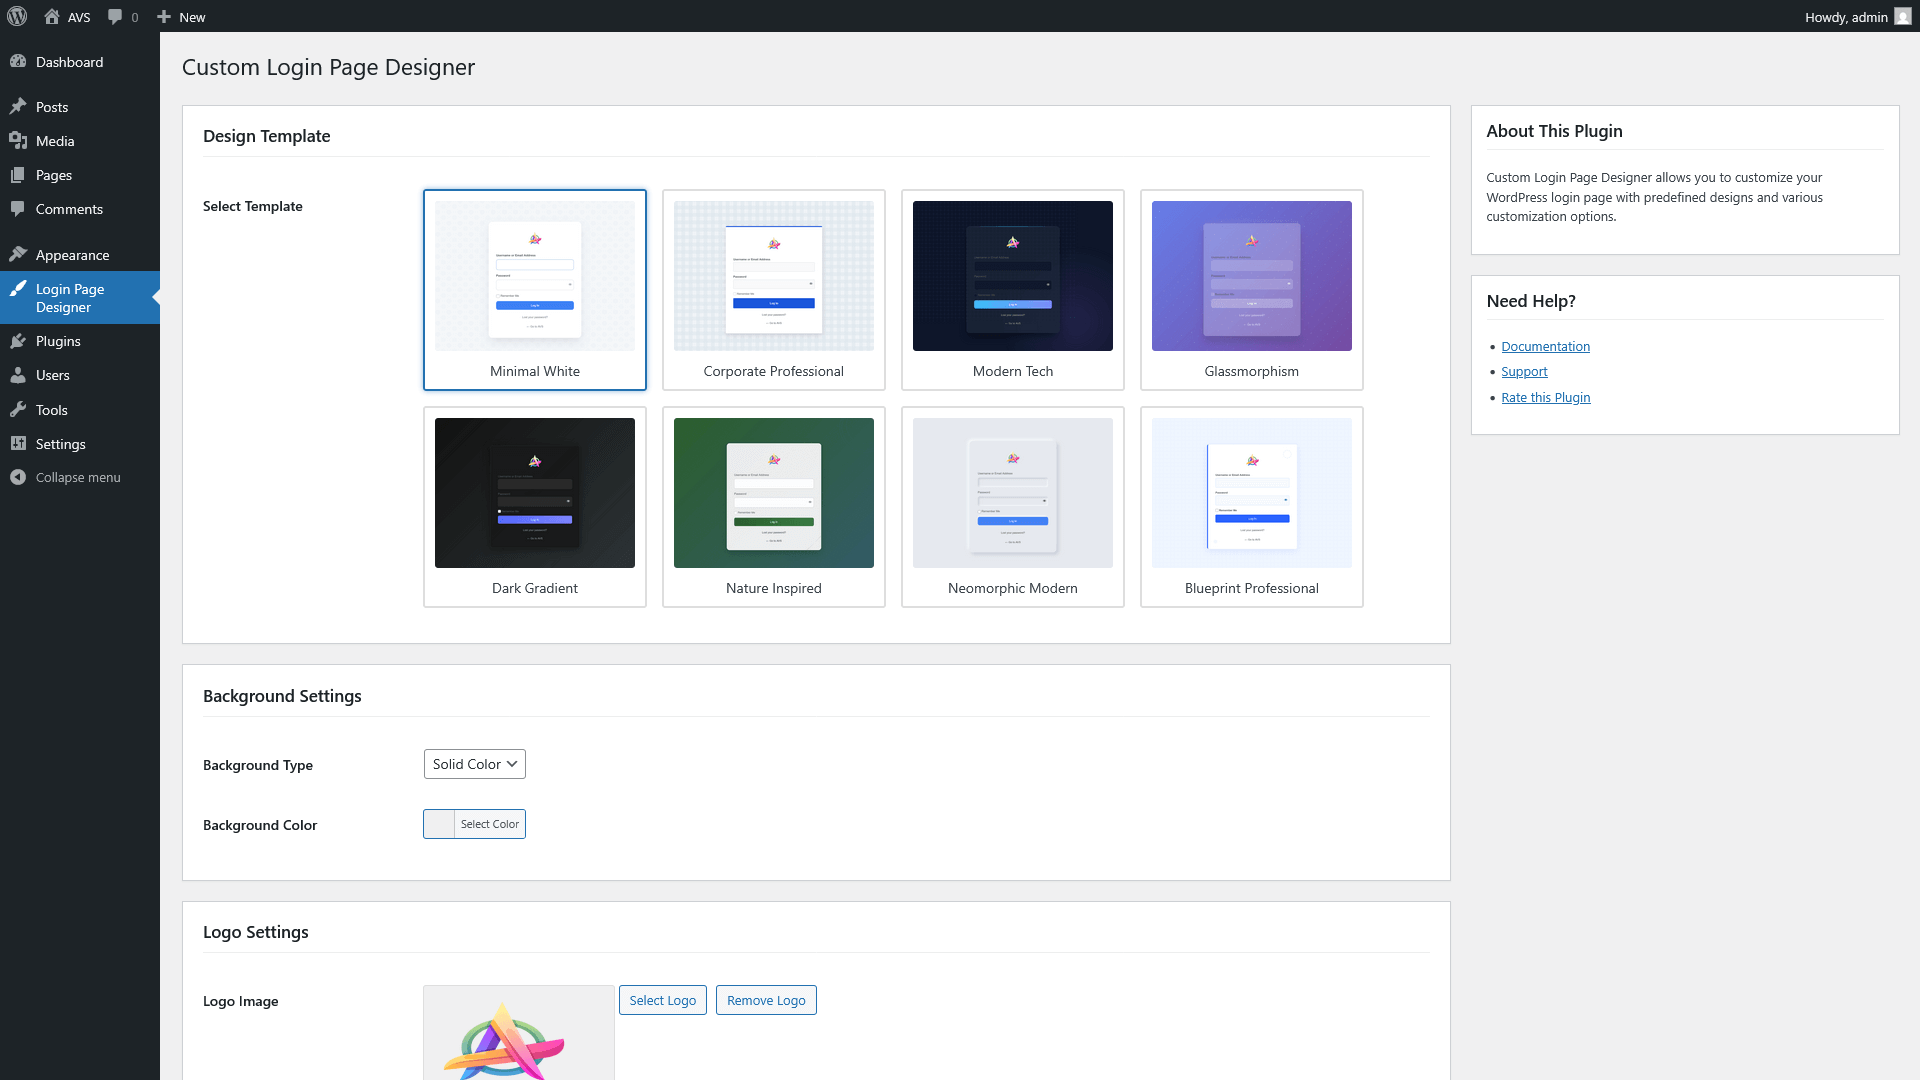 AVS
0
New
Howdy, admin
Dashboard
Posts
Media
Pages
Comments
Appearance
Login Page
Designer
Plugins
Users
Tools
Settings
Collapse menu
Custom Login Page Designer
Design Template
Select Template
Minimal White
Corporate Professional
Modern Tech
Glassmorphism
Dark Gradient
Nature Inspired
Neomorphic Modern
Blueprint Professional
Background Settings
Background Type
Solid Color
Background Color
Select Color
Logo Settings
Logo Image
Select Logo
Remove Logo
About This Plugin
Custom Login Page Designer allows you to customize your
WordPress login page with predefined designs and various
customization options.
Need Help?
Documentation
Support
Rate this Plugin